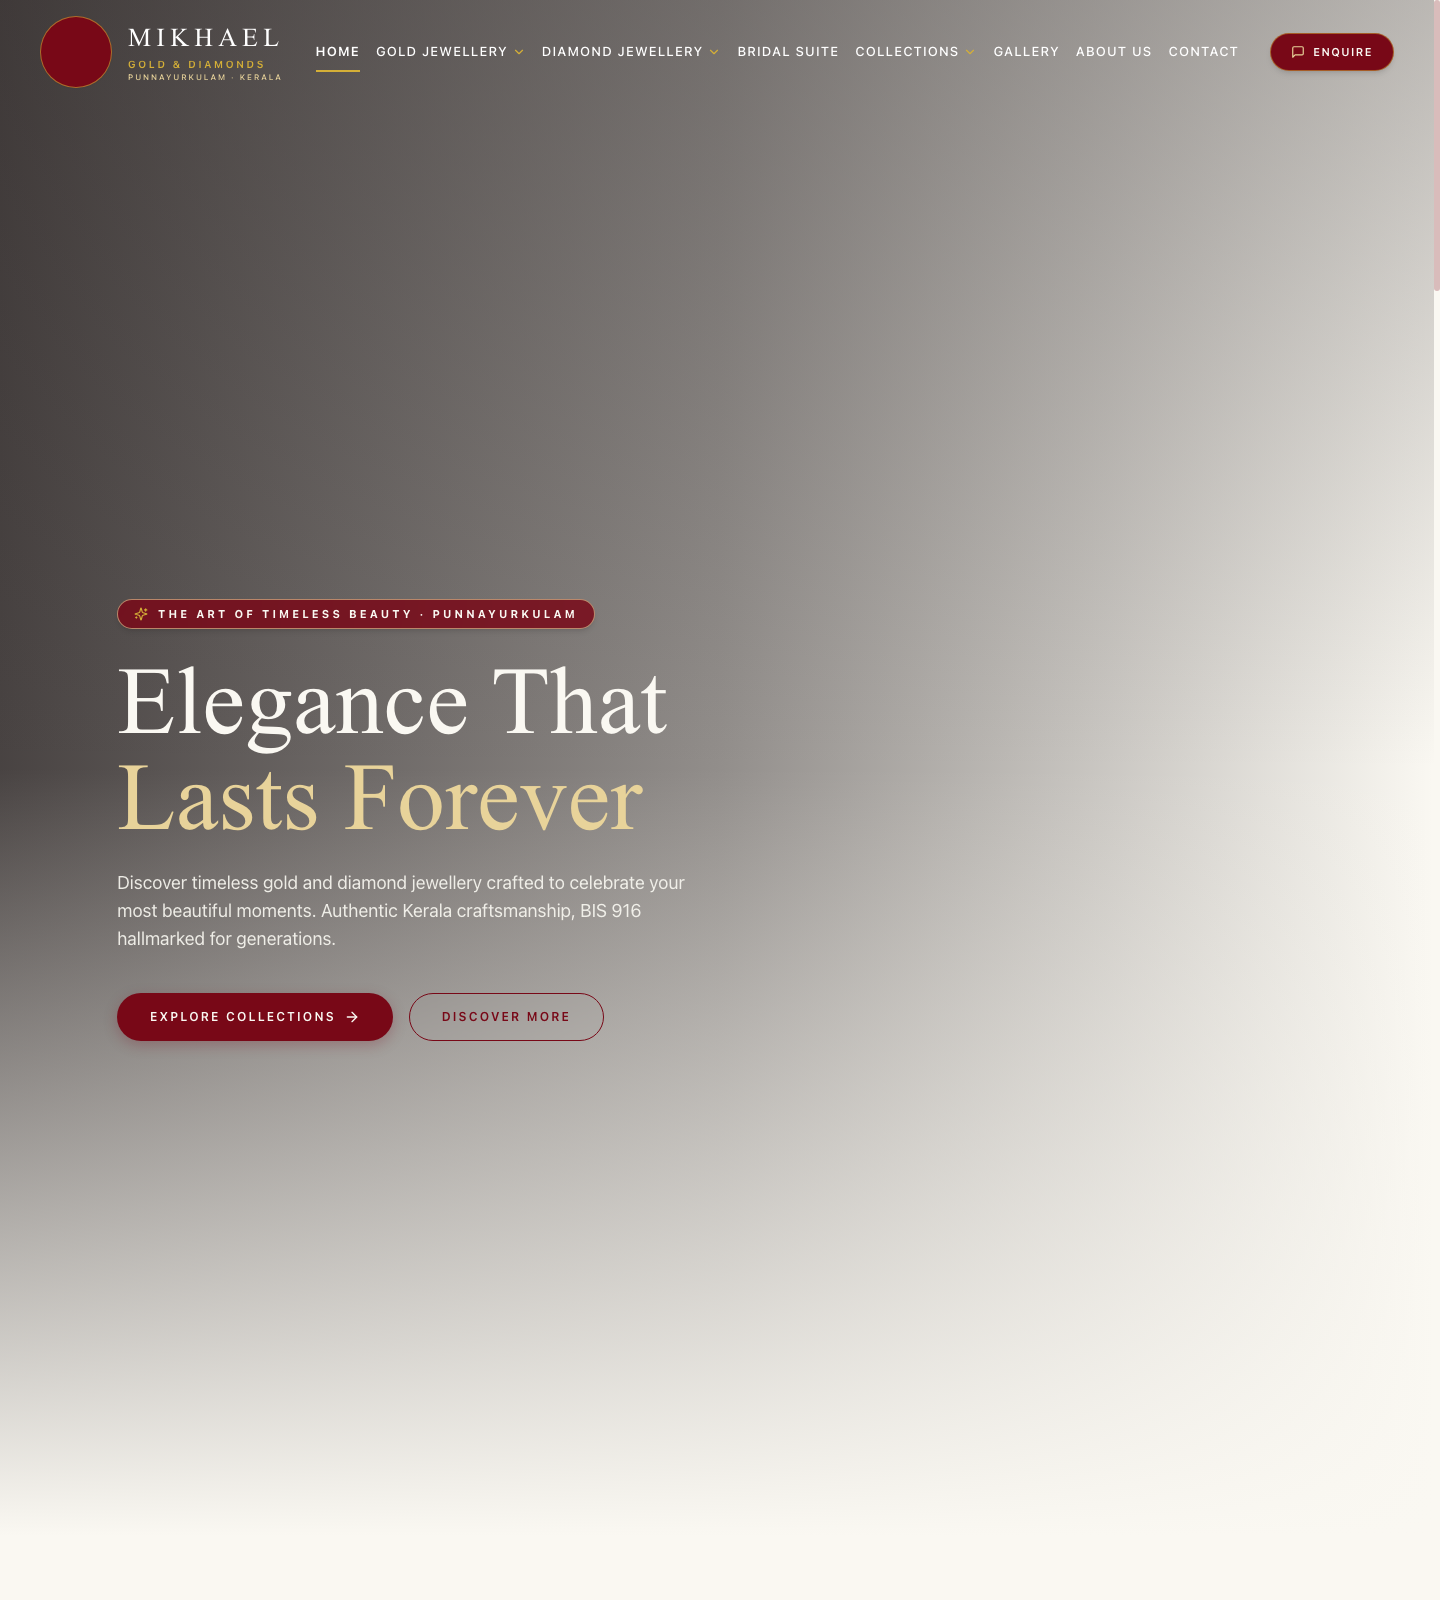 MIKHAEL
GOLD & DIAMONDS
PUNNAYURKULAM · KERALA
HOME GOLD JEWELLERY DIAMOND JEWELLERY BRIDAL SUITE COLLECTIONS GALLERY ABOUT US CONTACT ENQUIRE
THE ART OF TIMELESS BEAUTY · PUNNAYURKULAM
Elegance That
Lasts Forever
Discover timeless gold and diamond jewellery crafted to celebrate your
most beautiful moments. Authentic Kerala craftsmanship, BIS 916
hallmarked for generations.
EXPLORE COLLECTIONS DISCOVER MORE